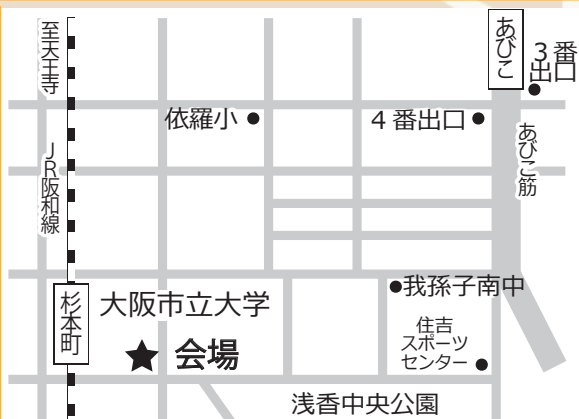 至天王寺
あびこ
3番
出口
依羅小
4番出口
あびこ筋
JR阪和線
杉本町
大阪市立大学
会場
我孫子南中
住吉
スポーツ
センター
浅香中央公園